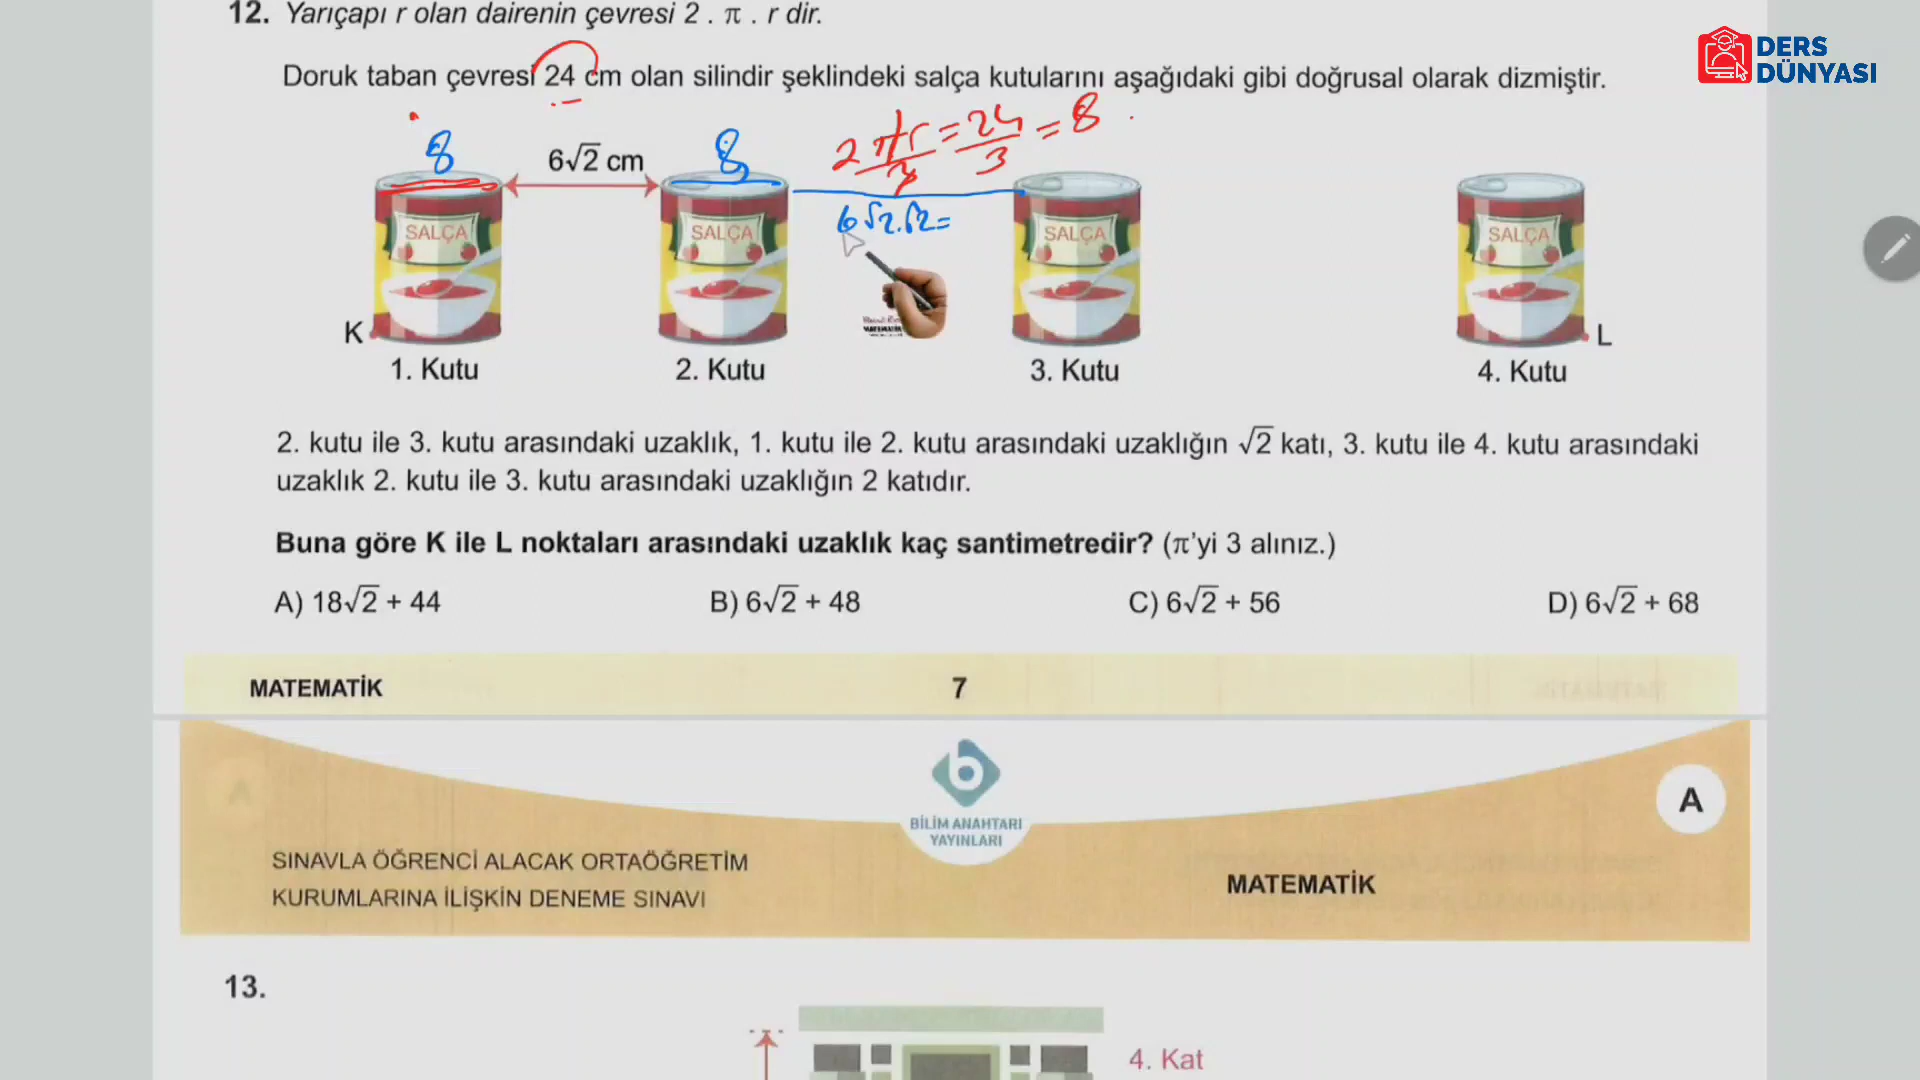 12. Yarıçapı r olan dairenin çevresi 2 . π . r dir.
DERS DÜNYASI
Doruk taban çevresi 24 cm olan silindir şeklindeki salça kutularını aşağıdaki gibi doğrusal olarak dizmiştir.
8
6√2 cm
8
2πr/3 = 24/3 = 8
6√2.√2=
SALÇA
SALÇA
SALÇA
SALÇA
MATEMATİK
K
L
1. Kutu
2. Kutu
3. Kutu
4. Kutu
2. kutu ile 3. kutu arasındaki uzaklık, 1. kutu ile 2. kutu arasındaki uzaklığın √2 katı, 3. kutu ile 4. kutu arasındaki
uzaklık 2. kutu ile 3. kutu arasındaki uzaklığın 2 katıdır.
Buna göre K ile L noktaları arasındaki uzaklık kaç santimetredir? (π'yi 3 alınız.)
A) 18√2 + 44
B) 6√2 + 48
C) 6√2 + 56
D) 6√2 + 68
MATEMATİK
7
BİLİM ANAHTARI
YAYINLARI
A
SINAVLA ÖĞRENCİ ALACAK ORTAÖĞRETİM
KURUMLARINA İLİŞKİN DENEME SINAVI
MATEMATİK
13.
4. Kat